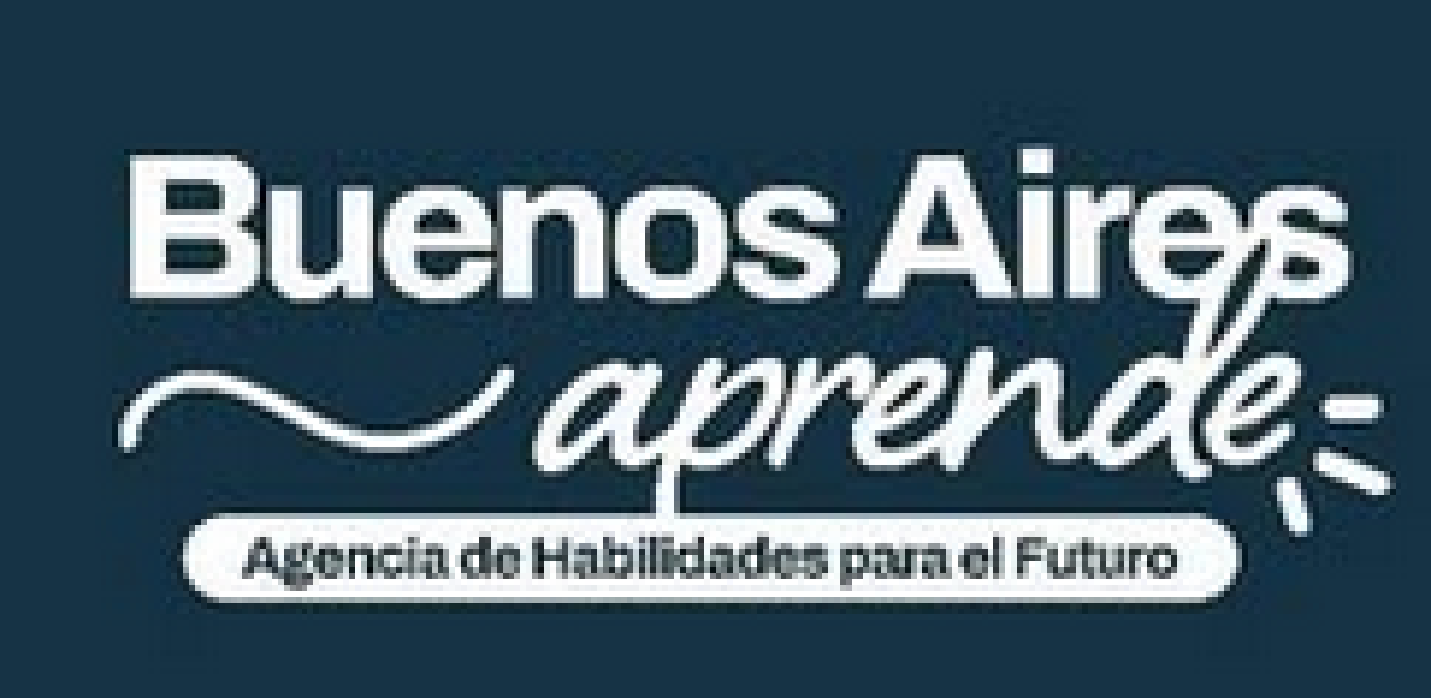 Buenos Aires
aprende
Agencia de Habilidades para el Futuro